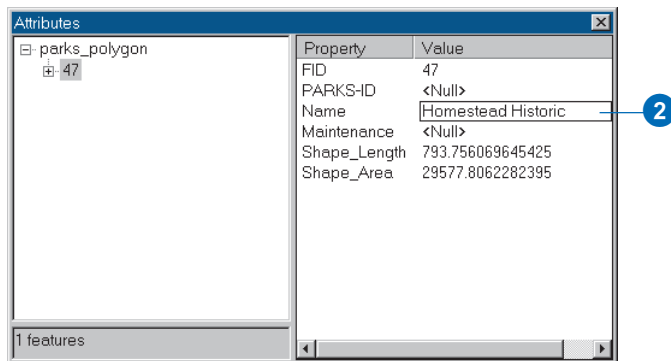 Attributes
parks_polygon
47
1 features
Property Value
FID 47
PARKS-ID <Null>
Name Homestead Historic
Maintenance <Null>
Shape_Length 793.756069645425
Shape_Area 29577.8062282395
2